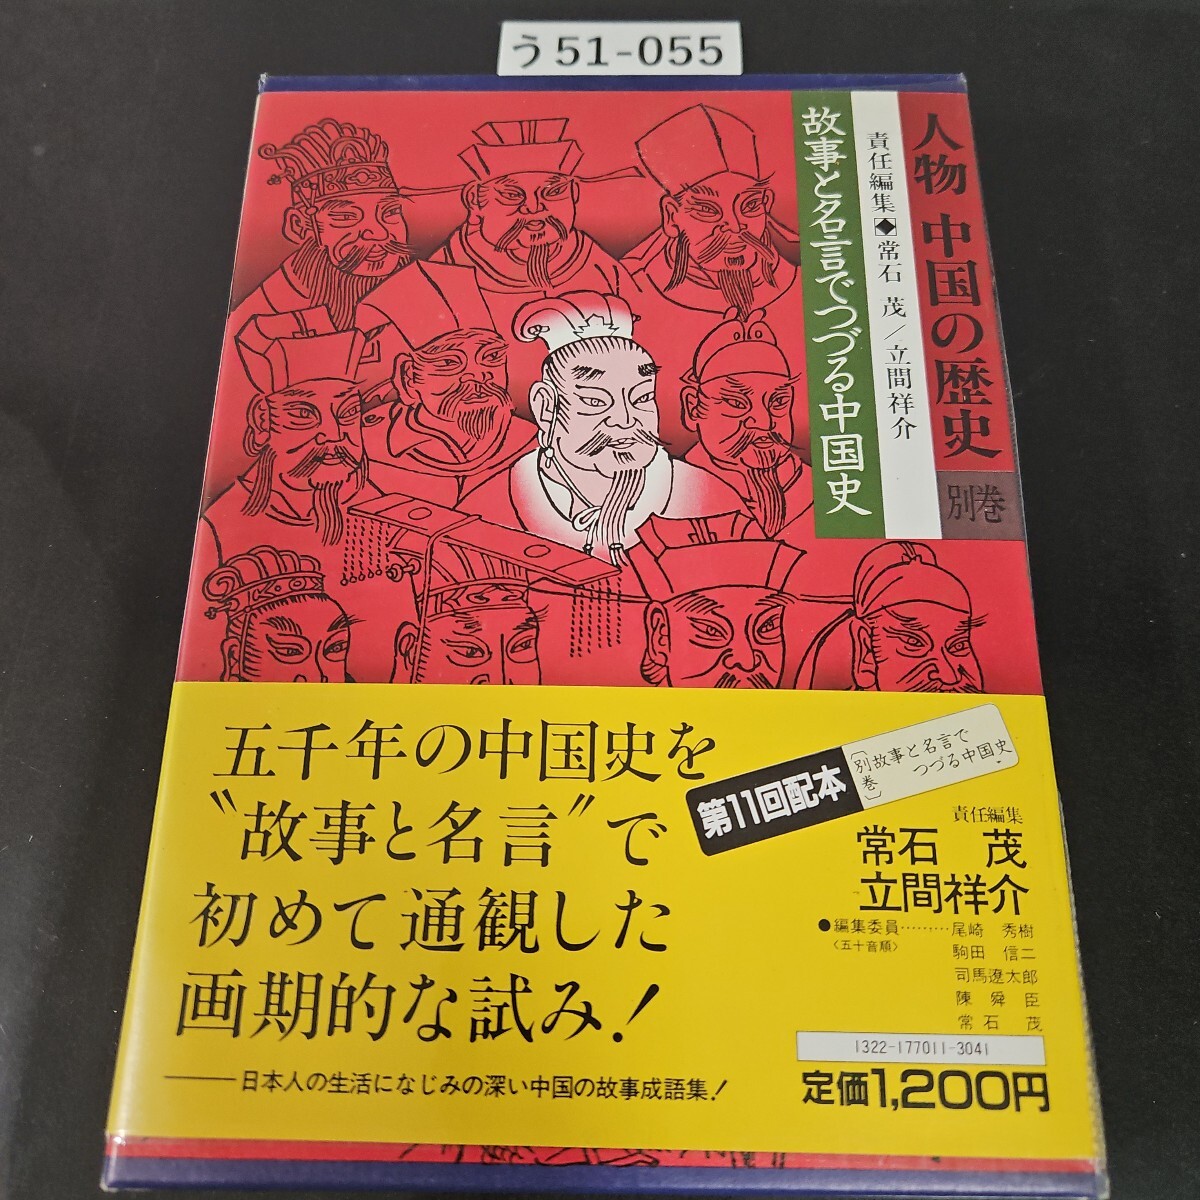 う51-055
人物 中国の歴史
別巻
責任編集◆常石 茂／立間祥介
故事と名言でつづる中国史
五千年の中国史を
〝故事と名言〟で
初めて通観した
画期的な試み！
――日本人の生活になじみの深い中国の故事成語集！
第11回配本
〔別巻〕
故事と名言で
つづる中国史
責任編集
常石 茂
立間祥介
●編集委員………尾崎 秀樹
〈五十音順〉
駒田 信二
司馬遼太郎
陳 舜 臣
常 石 茂
1322-177011-3041
定価1,200円